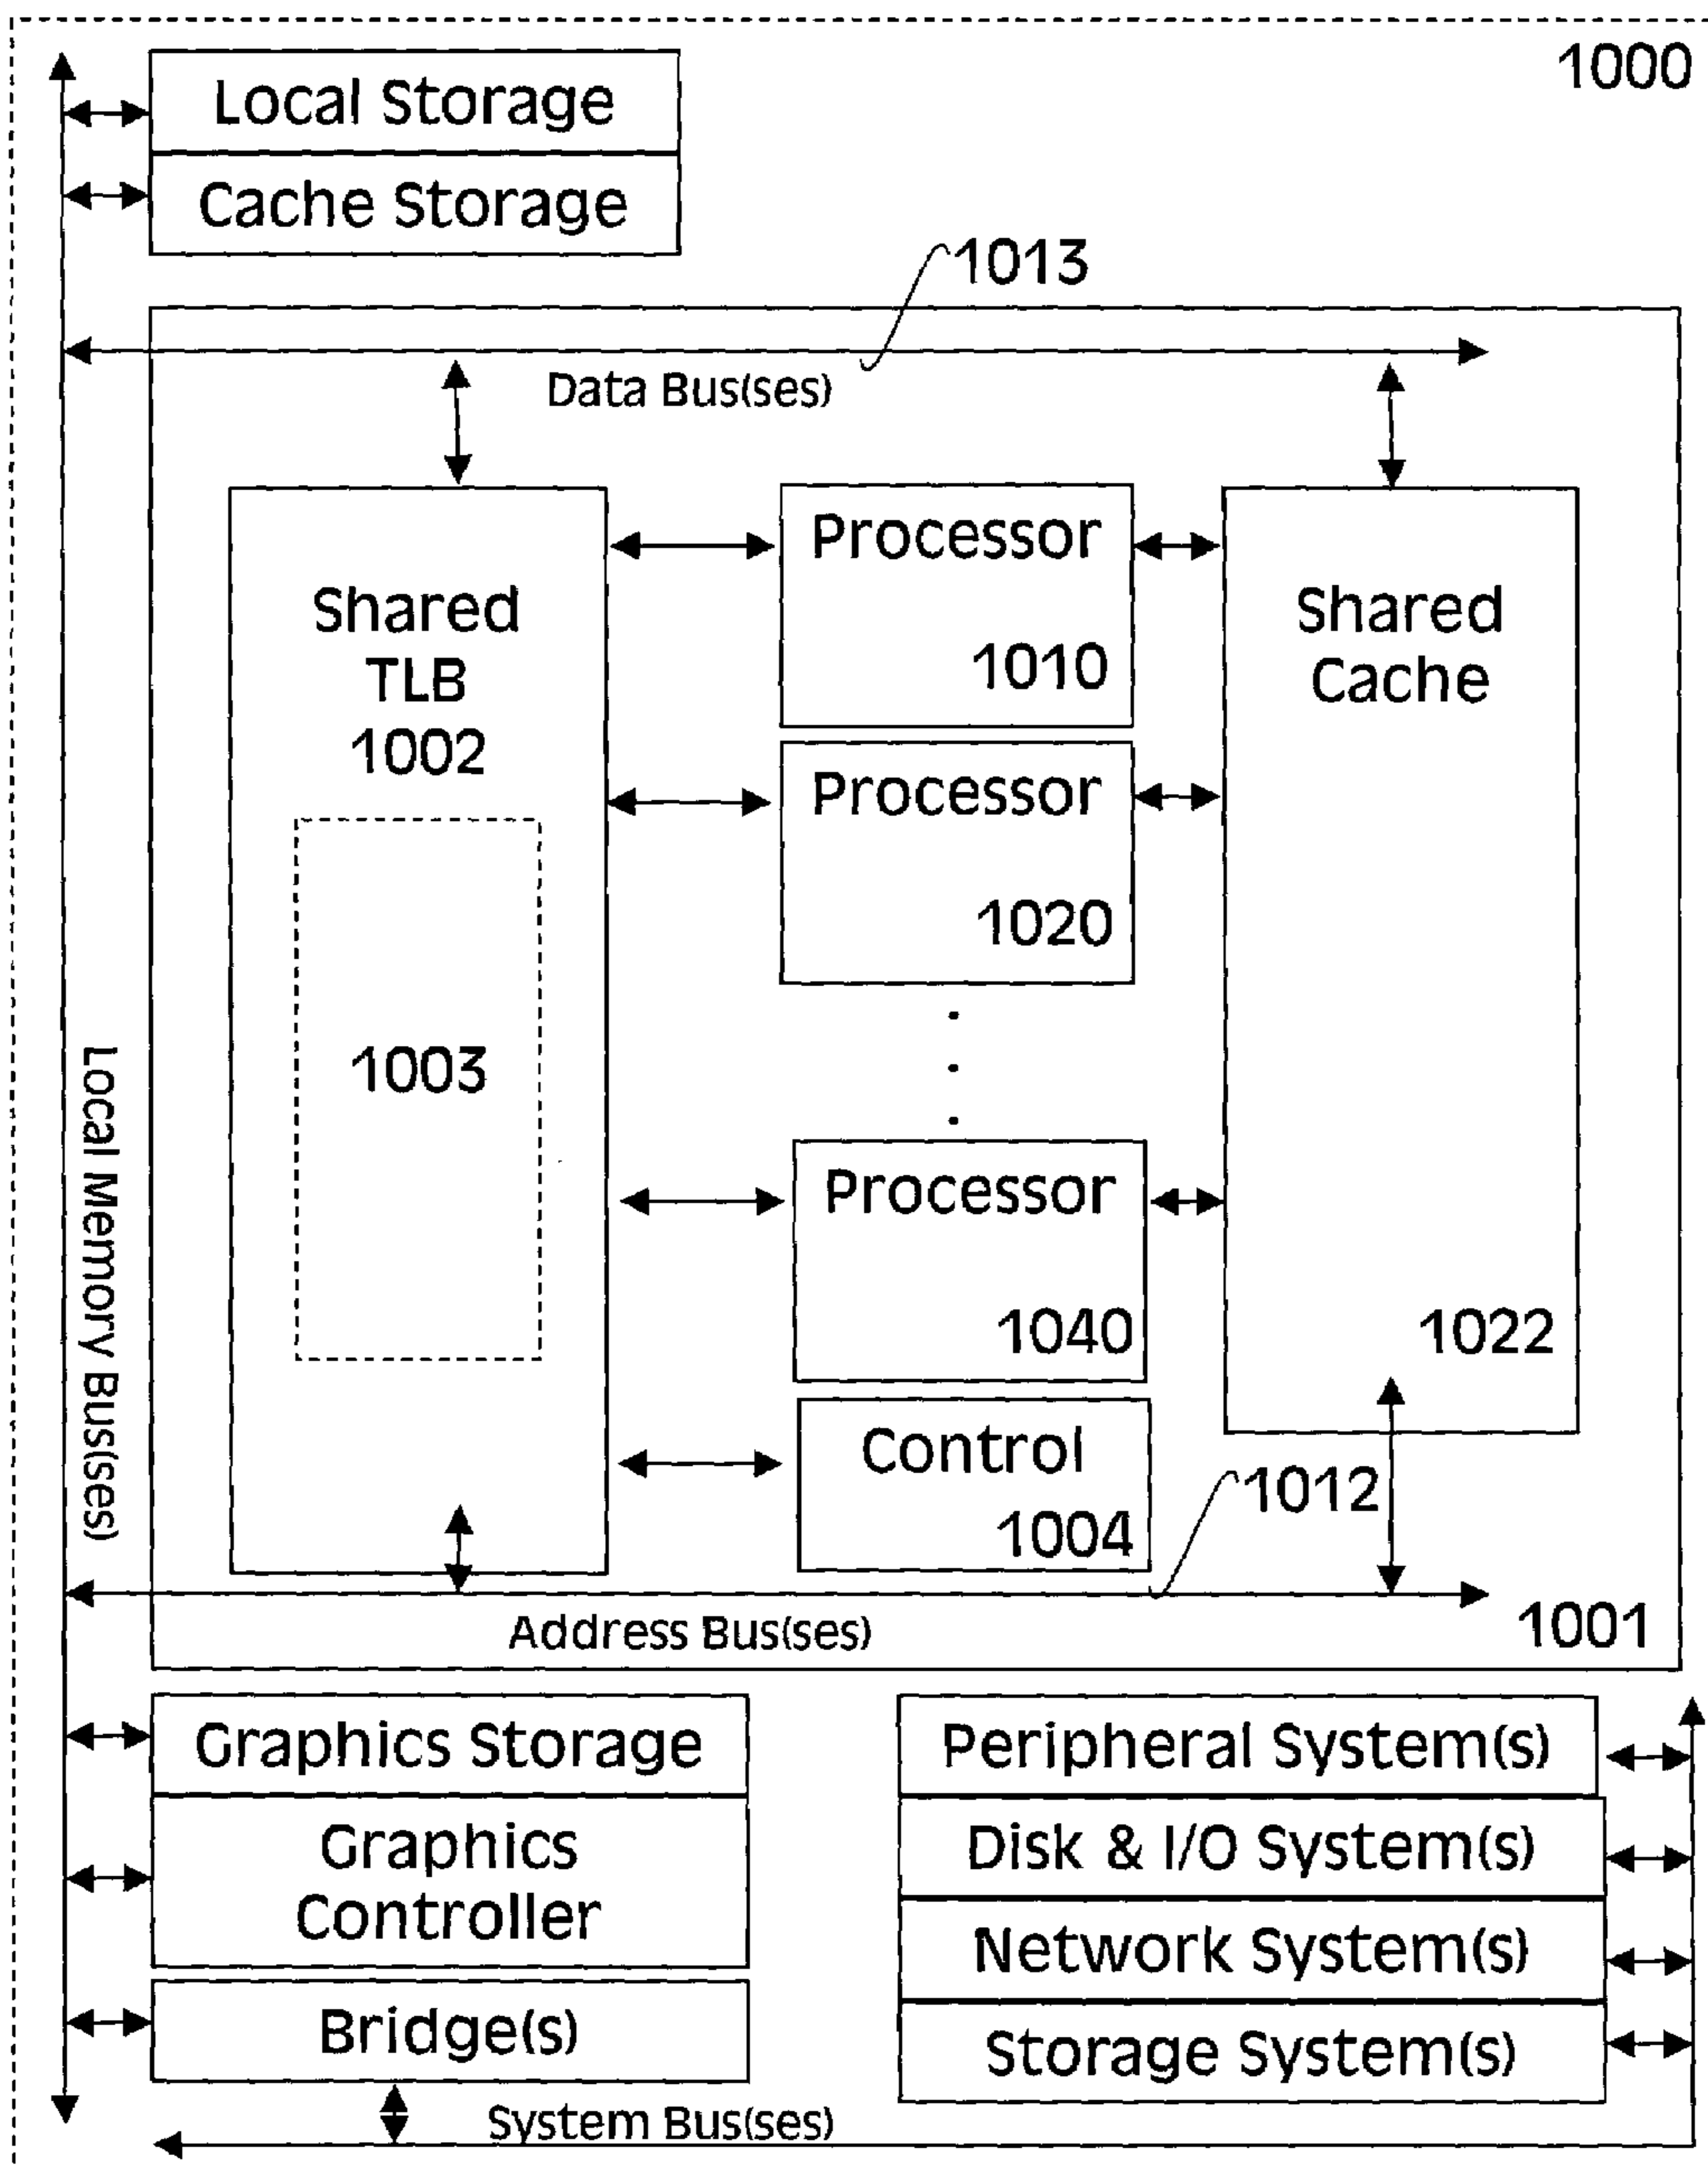 1000
Local Storage
Cache Storage
1013
Data Bus(ses)
Shared
TLB
1002
1003
Processor
1010
Processor
1020
Processor
1040
Control
1004
Shared
Cache
1022
1012
Address Bus(ses)
1001
Local Memory Bus(ses)
Graphics Storage
Graphics
Controller
Bridge(s)
System Bus(ses)
Peripheral System(s)
Disk & I/O System(s)
Network System(s)
Storage System(s)